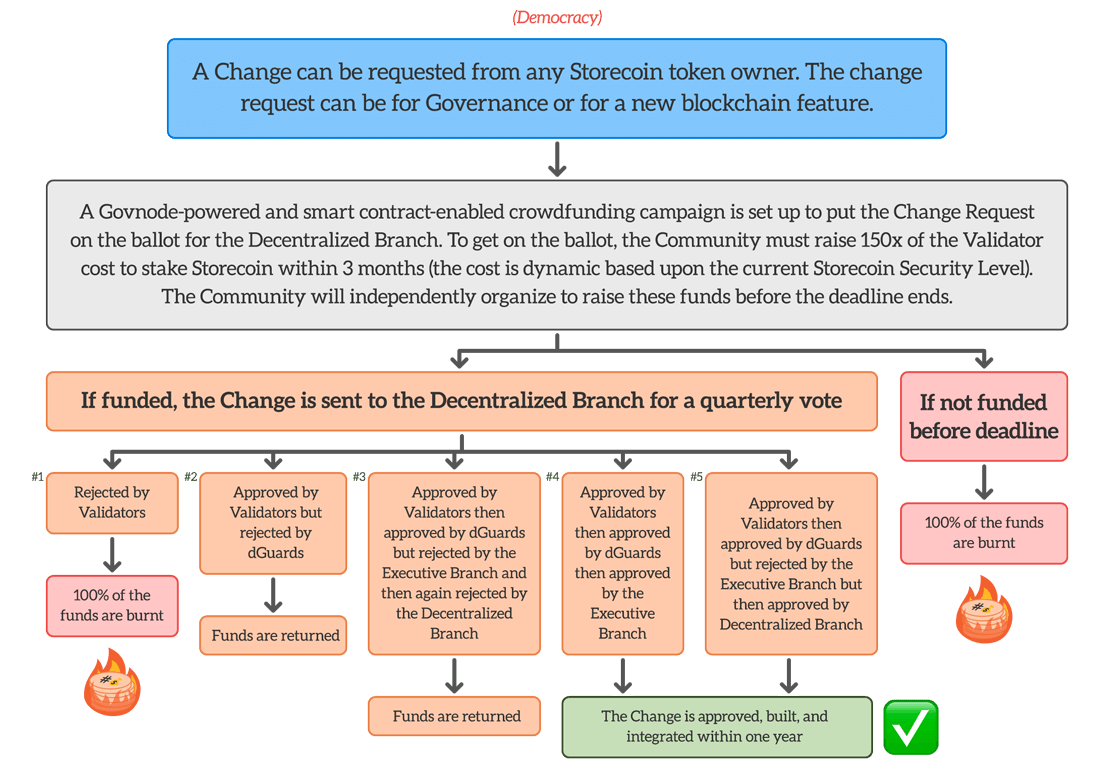 (Democracy)
A Change can be requested from any Storecoin token owner. The change
request can be for Governance or for a new blockchain feature.
A Govnode-powered and smart contract-enabled crowdfunding campaign is set up to put the Change Request
on the ballot for the Decentralized Branch. To get on the ballot, the Community must raise 150x of the Validator
cost to stake Storecoin within 3 months (the cost is dynamic based upon the current Storecoin Security Level).
The Community will independently organize to raise these funds before the deadline ends.
If funded, the Change is sent to the Decentralized Branch for a quarterly vote
If not funded
before deadline
#1
Rejected by
Validators
100% of the
funds are burnt
#2
Approved by
Validators but
rejected by
dGuards
Funds are returned
#3
Approved by
Validators then
approved by dGuards
but rejected by the
Executive Branch and
then again rejected by
the Decentralized
Branch
Funds are returned
#4
Approved by
Validators
then approved
by dGuards
then approved
by the
Executive
Branch
#5
Approved by
Validators then
approved by dGuards
but rejected by the
Executive Branch but
then approved by
Decentralized Branch
The Change is approved, built, and
integrated within one year
100% of the funds
are burnt